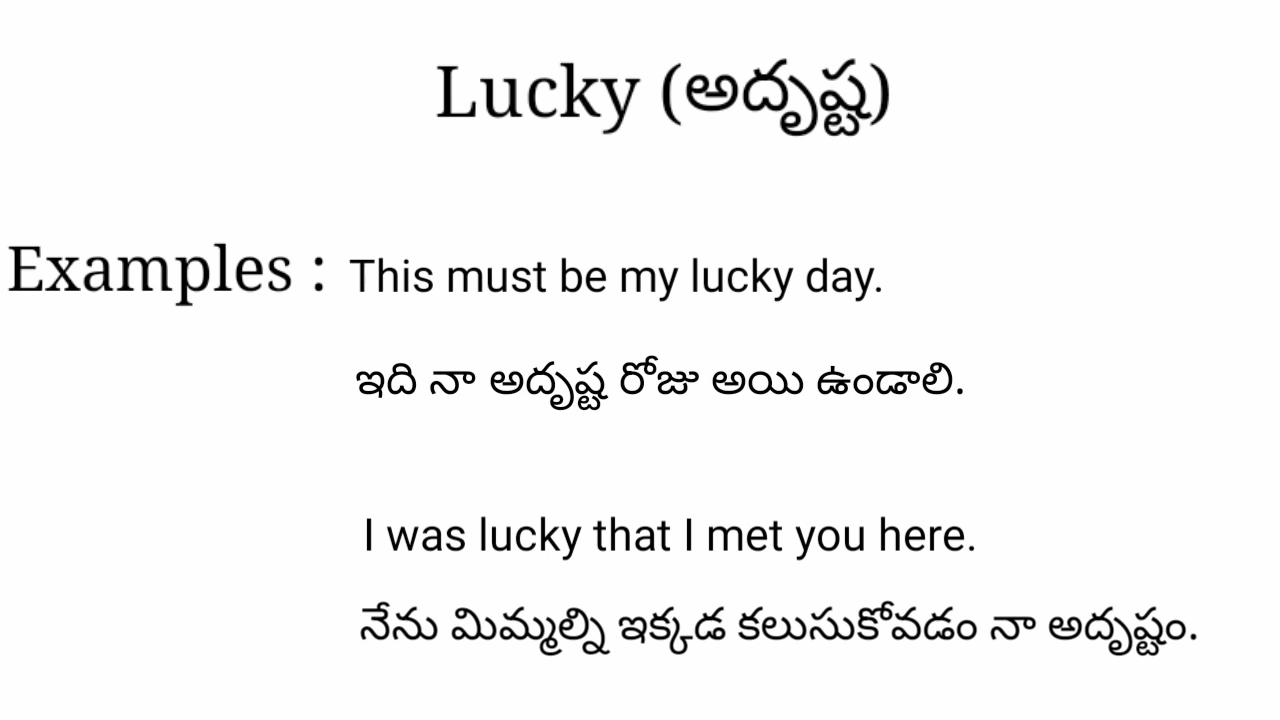 Lucky (అదృష్ట)
Examples : This must be my lucky day.
ఇది నా అదృష్ట రోజు అయి ఉండాలి.
I was lucky that I met you here.
నేను మిమ్మల్ని ఇక్కడ కలుసుకోవడం నా అదృష్టం.